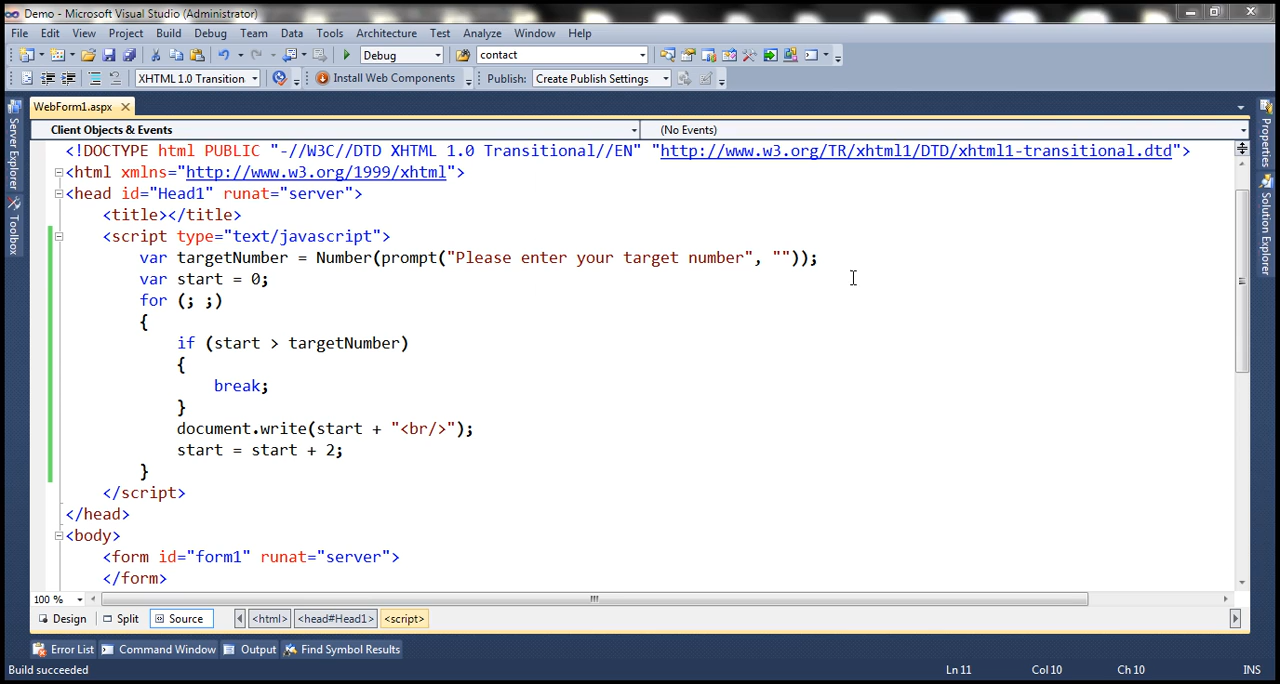 Demo - Microsoft Visual Studio (Administrator)
File Edit View Project Build Debug Team Data Tools Architecture Test Analyze Window Help
Debug contact
XHTML 1.0 Transition Install Web Components Publish: Create Publish Settings
WebForm1.aspx
Client Objects & Events (No Events)
<!DOCTYPE html PUBLIC "-//W3C//DTD XHTML 1.0 Transitional//EN" "http://www.w3.org/TR/xhtml1/DTD/xhtml1-transitional.dtd">
<html xmlns="http://www.w3.org/1999/xhtml">
<head id="Head1" runat="server">
<title></title>
<script type="text/javascript">
var targetNumber = Number(prompt("Please enter your target number", ""));
var start = 0;
for (; ;)
{
if (start > targetNumber)
{
break;
}
document.write(start + "<br/>");
start = start + 2;
}
</script>
</head>
<body>
<form id="form1" runat="server">
</form>
100 %
Design Split Source <html> <head#Head1> <script>
Error List Command Window Output Find Symbol Results
Build succeeded Ln 11 Col 10 Ch 10 INS
Server Explorer
Toolbox
Properties
Solution Explorer